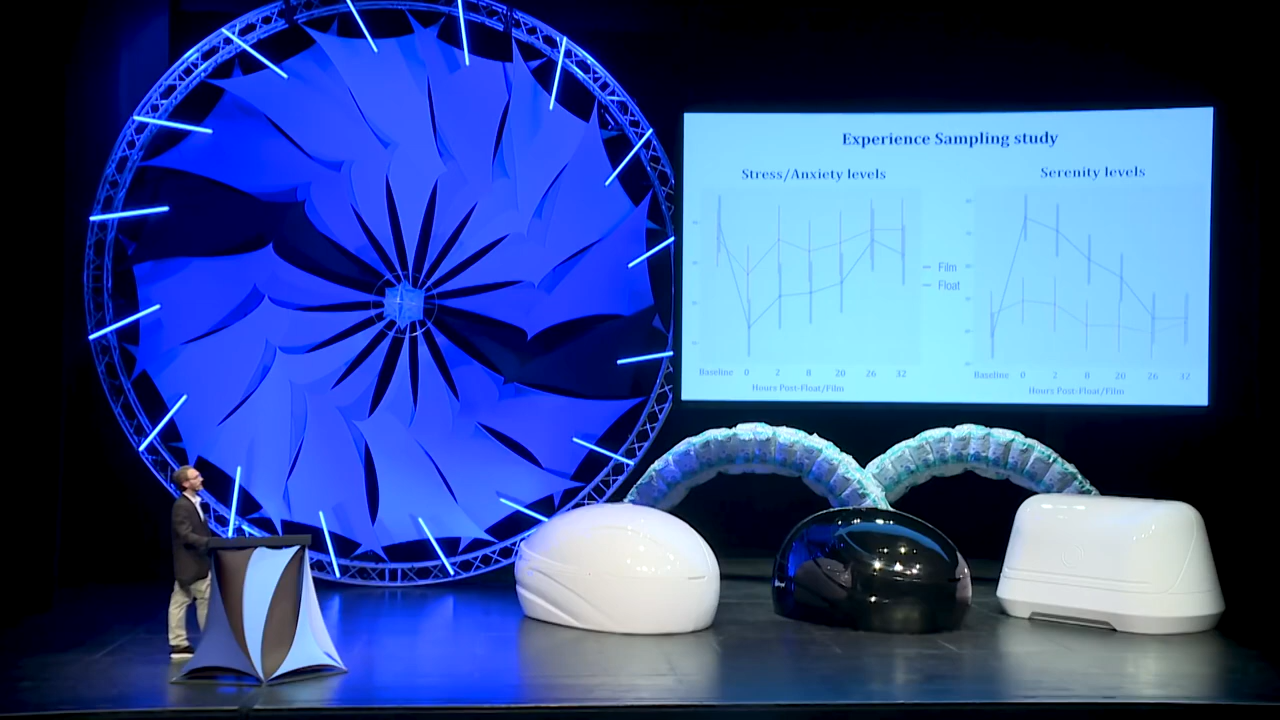 Experience Sampling study
Stress/Anxiety levels
Serenity levels
Film
Float
Baseline 0 2 8 20 26 32
Hours Post-Float/Film
Baseline 0 2 8 20 26 32
Hours Post-Float/Film